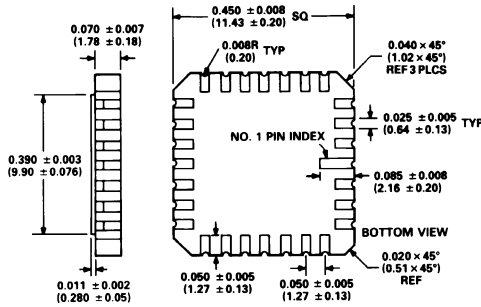 0.450 ±0.008
(11.43 ±0.20)
SQ
0.070 ±0.007
(1.78 ±0.18)
0.008R
(0.20)
TYP
0.040 × 45°
(1.02 × 45°)
REF 3 PLCS
0.025 ±0.005
(0.64 ±0.13)
TYP
NO. 1 PIN INDEX
0.390 ±0.003
(9.90 ±0.076)
0.085 ±0.008
(2.16 ±0.20)
BOTTOM VIEW
0.020 × 45°
(0.51 × 45°)
REF
0.011 ±0.002
(0.280 ±0.05)
0.050 ±0.005
(1.27 ±0.13)
0.050 ±0.005
(1.27 ±0.13)